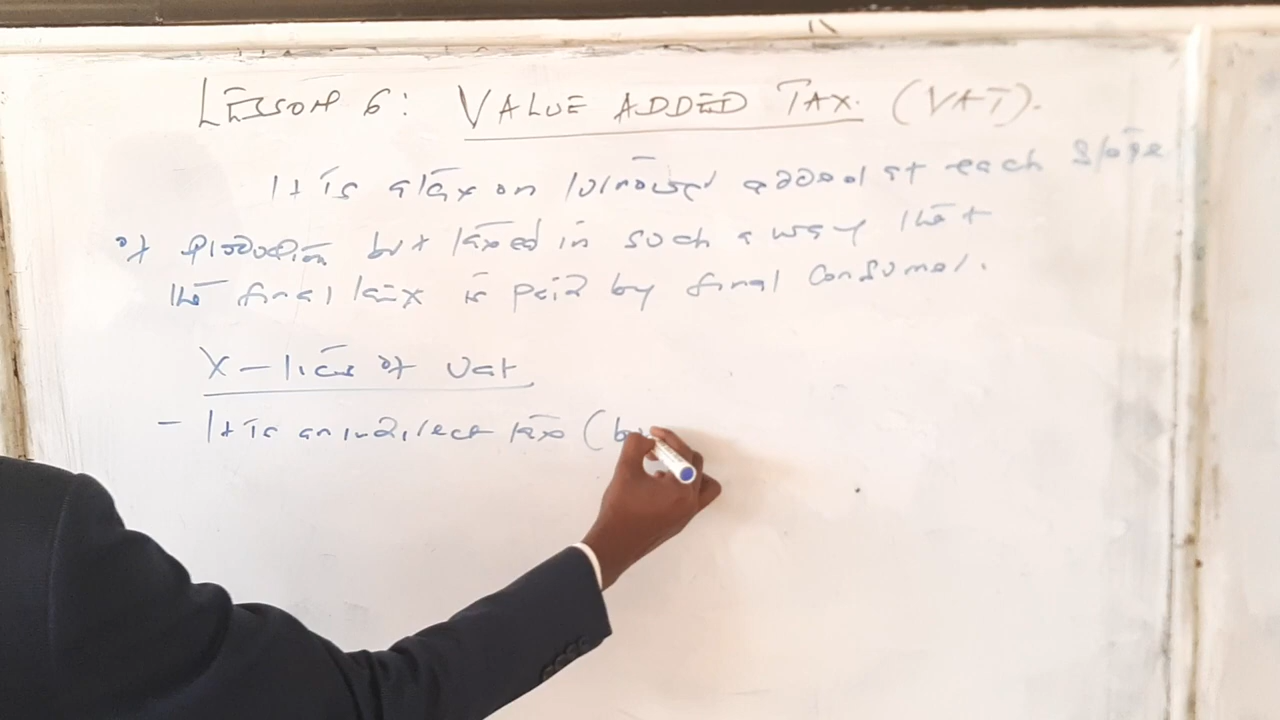 LESSON 6: VALUE ADDED TAX. (VAT).
It is a tax on added at each stage
of production but taxed in such a way that
the final tax is paid by final consumer.
X-tics of Vat
- It is an indirect tax (bu